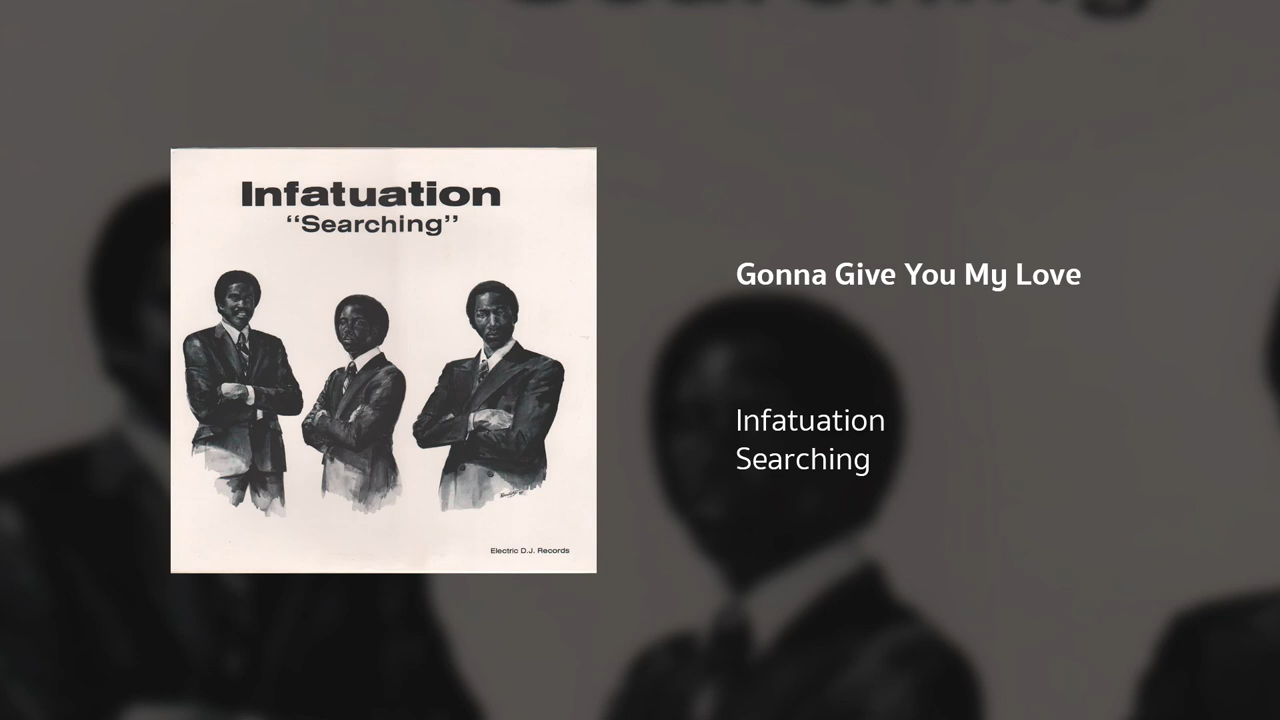 Infatuation
“Searching”
Electric D.J. Records
Gonna Give You My Love
Infatuation
Searching